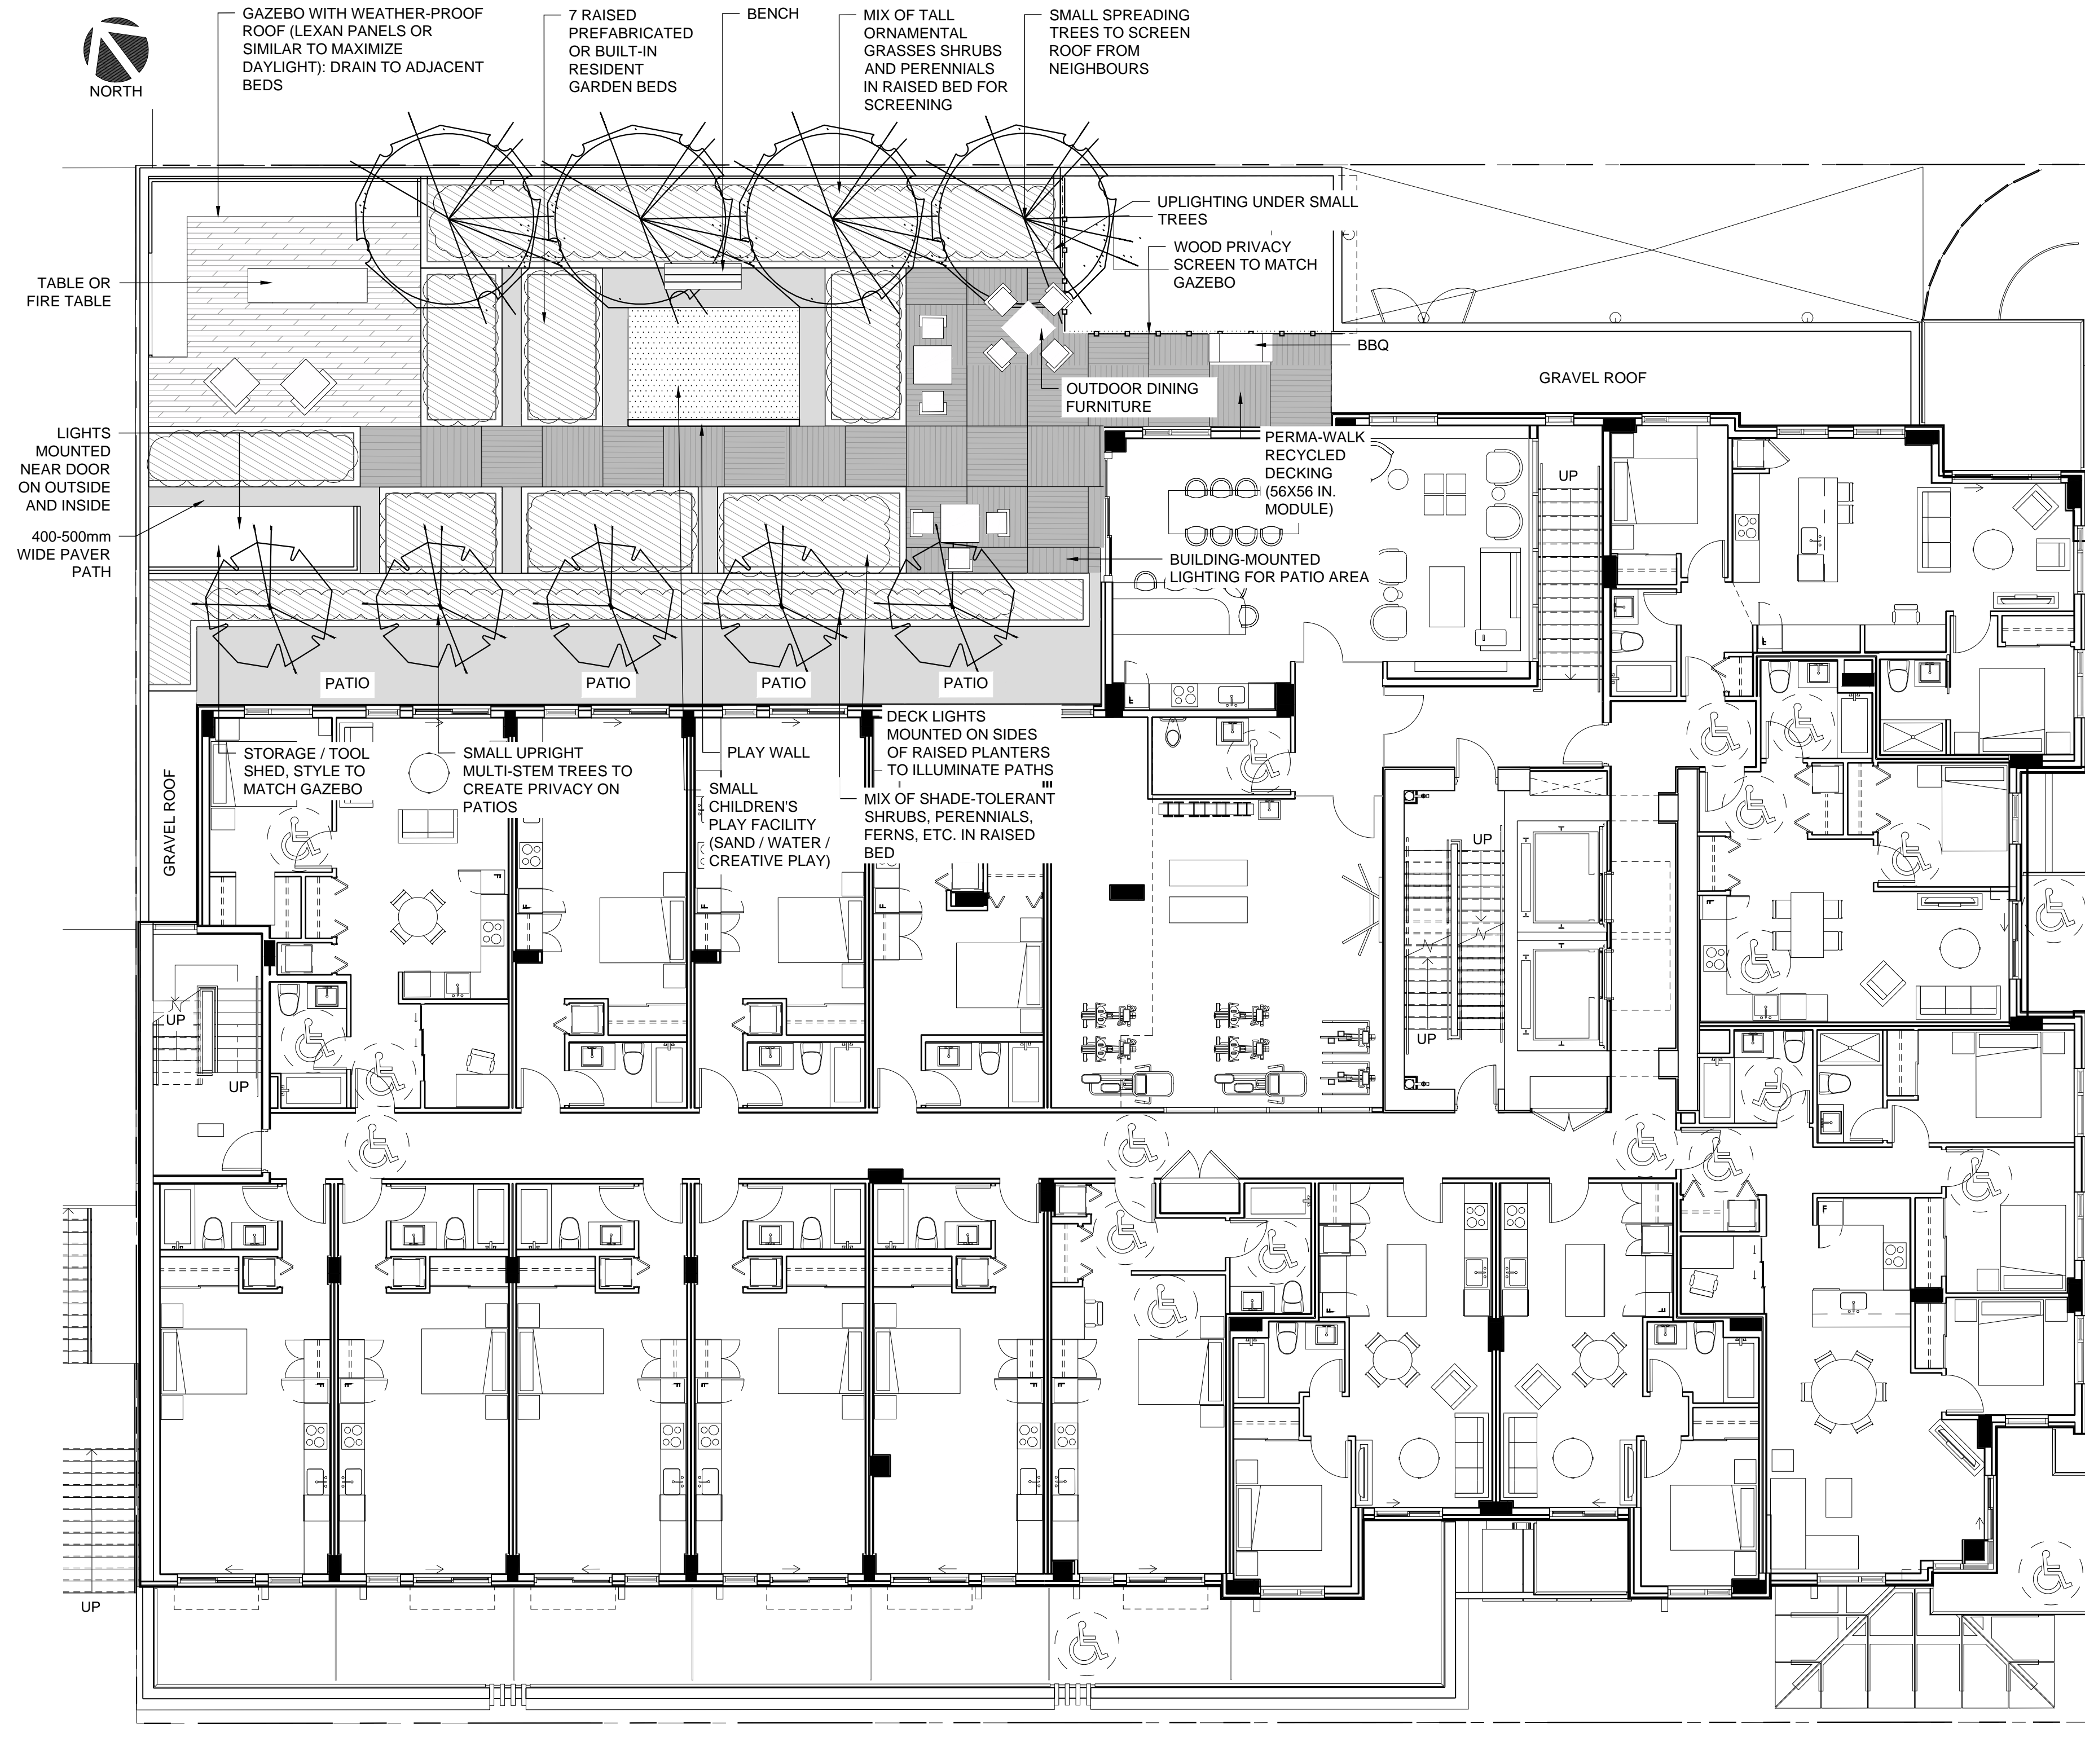 GAZEBO WITH WEATHER-PROOF
ROOF (LEXAN PANELS OR
SIMILAR TO MAXIMIZE
DAYLIGHT): DRAIN TO ADJACENT
BEDS
7 RAISED
PREFABRICATED
OR BUILT-IN
RESIDENT
GARDEN BEDS
BENCH
MIX OF TALL
ORNAMENTAL
GRASSES SHRUBS
AND PERENNIALS
IN RAISED BED FOR
SCREENING
SMALL SPREADING
TREES TO SCREEN
ROOF FROM
NEIGHBOURS
NORTH
UPLIGHTING UNDER SMALL
TREES
WOOD PRIVACY
SCREEN TO MATCH
GAZEBO
TABLE OR
FIRE TABLE
BBQ
GRAVEL ROOF
OUTDOOR DINING
FURNITURE
LIGHTS
MOUNTED
NEAR DOOR
ON OUTSIDE
AND INSIDE
PERMA-WALK
RECYCLED
DECKING
(56X56 IN.
MODULE)
UP
400-500mm
WIDE PAVER
PATH
BUILDING-MOUNTED
LIGHTING FOR PATIO AREA
F
PATIO
PATIO
PATIO
PATIO
F
STORAGE / TOOL
SHED, STYLE TO
MATCH GAZEBO
SMALL UPRIGHT
MULTI-STEM TREES TO
CREATE PRIVACY ON
PATIOS
PLAY WALL
SMALL
CHILDREN'S
PLAY FACILITY
(SAND / WATER /
CREATIVE PLAY)
DECK LIGHTS
MOUNTED ON SIDES
OF RAISED PLANTERS
TO ILLUMINATE PATHS
MIX OF SHADE-TOLERANT
SHRUBS, PERENNIALS,
FERNS, ETC. IN RAISED
BED
GRAVEL ROOF
UP
F
F
F
F
F
UP
UP
UP
F
F
F
F
F
F
F
F
F
UP